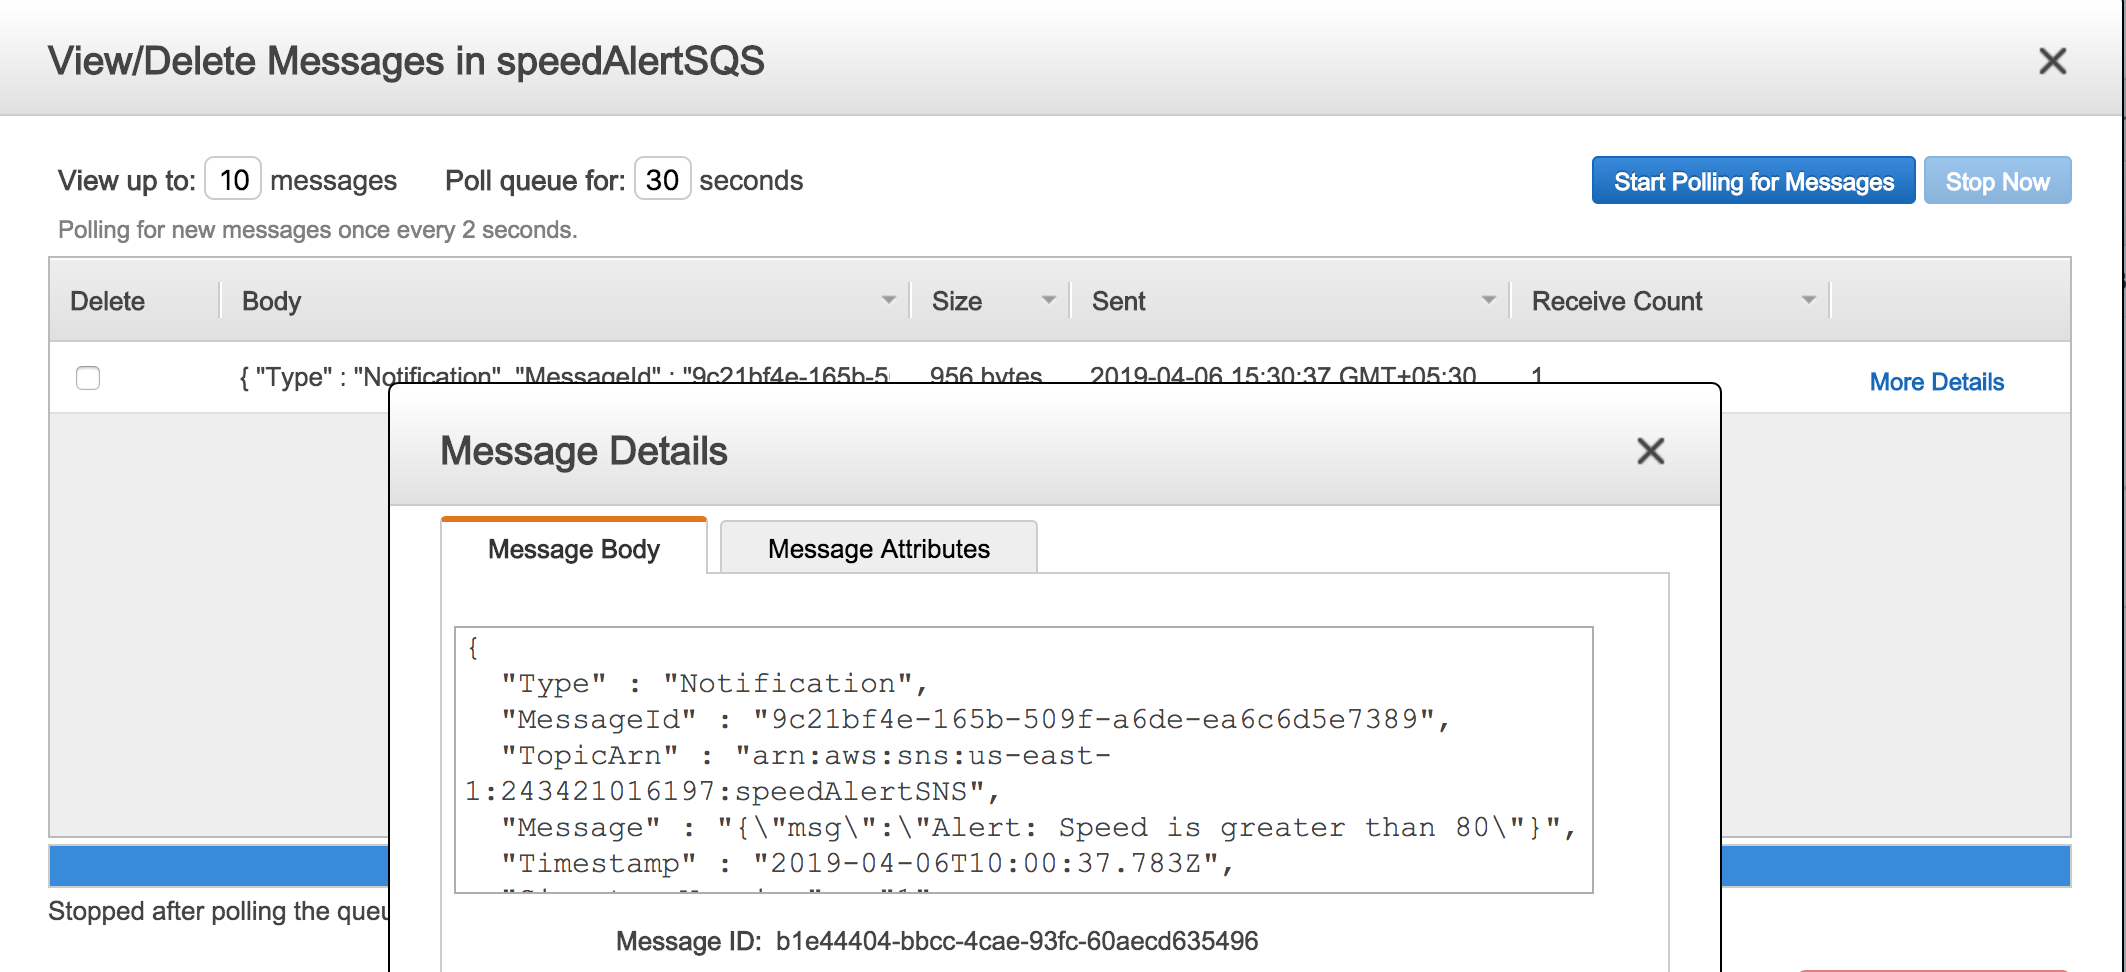 View/Delete Messages in speedAlertSQS
View up to: 10 messages Poll queue for: 30 seconds
Start Polling for Messages Stop Now
Polling for new messages once every 2 seconds.
Delete Body Size Sent Receive Count
{ "Type" : "Notification", "MessageId" : "9c21bf4e-165b-5 956 bytes 2019-04-06 15:30:37 GMT+05:30 1 More Details
Message Details
Message Body Message Attributes
{
"Type" : "Notification",
"MessageId" : "9c21bf4e-165b-509f-a6de-ea6c6d5e7389",
"TopicArn" : "arn:aws:sns:us-east-
1:243421016197:speedAlertSNS",
"Message" : "{\"msg\":\"Alert: Speed is greater than 80\"}",
"Timestamp" : "2019-04-06T10:00:37.783Z",
Stopped after polling the queu
Message ID: b1e44404-bbcc-4cae-93fc-60aecd635496